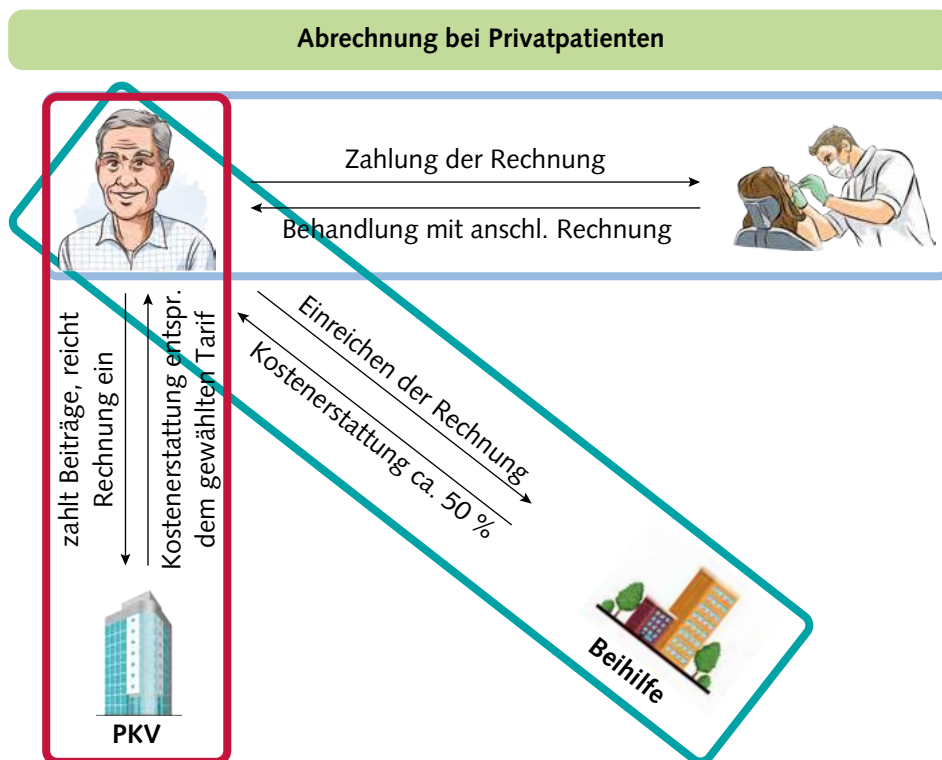 Abrechnung bei Privatpatienten
Zahlung der Rechnung
Behandlung mit anschl. Rechnung
zahlt Beiträge, reicht
Rechnung ein
Kostenerstattung entspr.
dem gewählten Tarif
Einreichen der Rechnung
Kostenerstattung ca. 50 %
PKV
Beihilfe